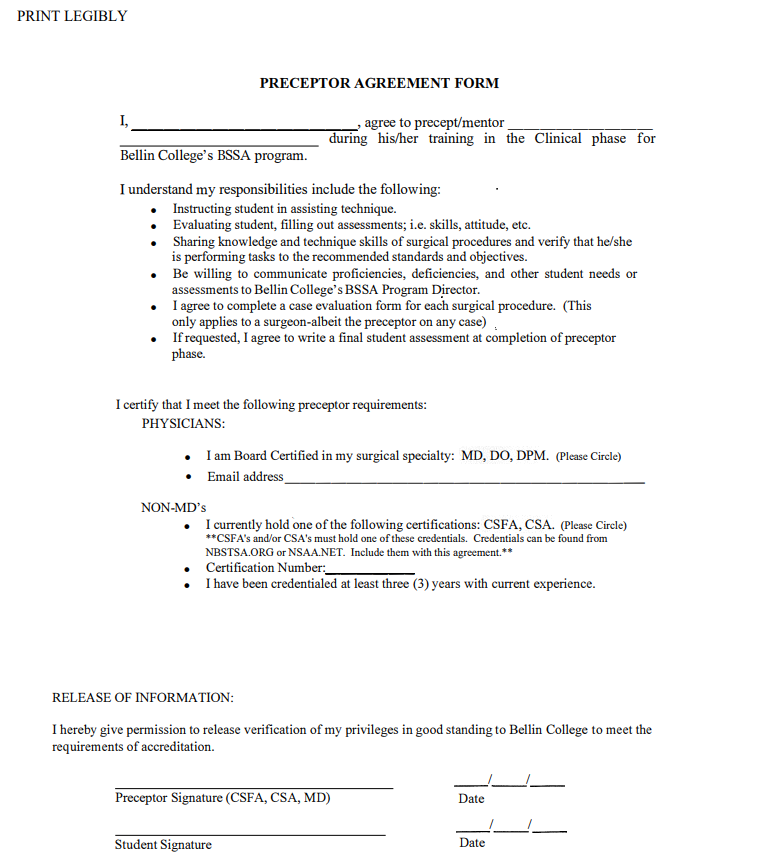 PRINT LEGIBLY
PRECEPTOR AGREEMENT FORM
I, ______________________________, agree to precept/mentor ____________________
___________________________ during his/her training in the Clinical phase for
Bellin College's BSSA program.
I understand my responsibilities include the following:
• Instructing student in assisting technique.
• Evaluating student, filling out assessments; i.e. skills, attitude, etc.
• Sharing knowledge and technique skills of surgical procedures and verify that he/she
is performing tasks to the recommended standards and objectives.
• Be willing to communicate proficiencies, deficiencies, and other student needs or
assessments to Bellin College's BSSA Program Director.
• I agree to complete a case evaluation form for each surgical procedure. (This
only applies to a surgeon-albeit the preceptor on any case)
• If requested, I agree to write a final student assessment at completion of preceptor
phase.
I certify that I meet the following preceptor requirements:
PHYSICIANS:
• I am Board Certified in my surgical specialty: MD, DO, DPM. (Please Circle)
• Email address__________________________________________________
NON-MD's
• I currently hold one of the following certifications: CSFA, CSA. (Please Circle)
**CSFA's and/or CSA's must hold one of these credentials. Credentials can be found from
NBSTSA.ORG or NSAA.NET. Include them with this agreement.**
• Certification Number:____________
• I have been credentialed at least three (3) years with current experience.
RELEASE OF INFORMATION:
I hereby give permission to release verification of my privileges in good standing to Bellin College to meet the
requirements of accreditation.
_____/_____/_____
Preceptor Signature (CSFA, CSA, MD) Date
_____/_____/_____
Student Signature Date